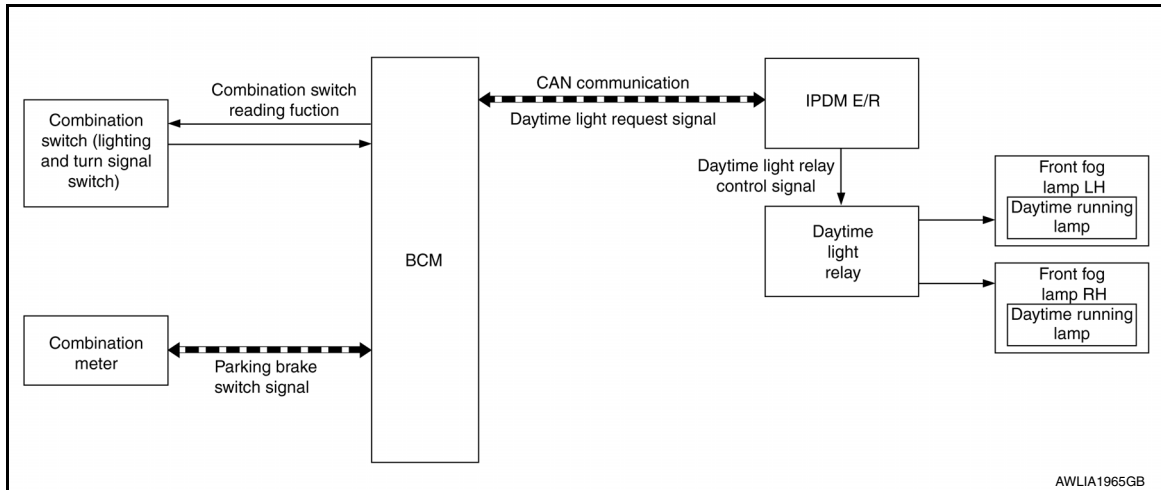 Combination switch
reading fuction
Combination
switch (lighting
and turn signal
switch)
BCM
Combination
meter
Parking brake
switch signal
CAN communication
Daytime light request signal
IPDM E/R
Daytime light relay
control signal
Daytime
light
relay
Front fog
lamp LH
Daytime running
lamp
Front fog
lamp RH
Daytime running
lamp
AWLIA1965GB